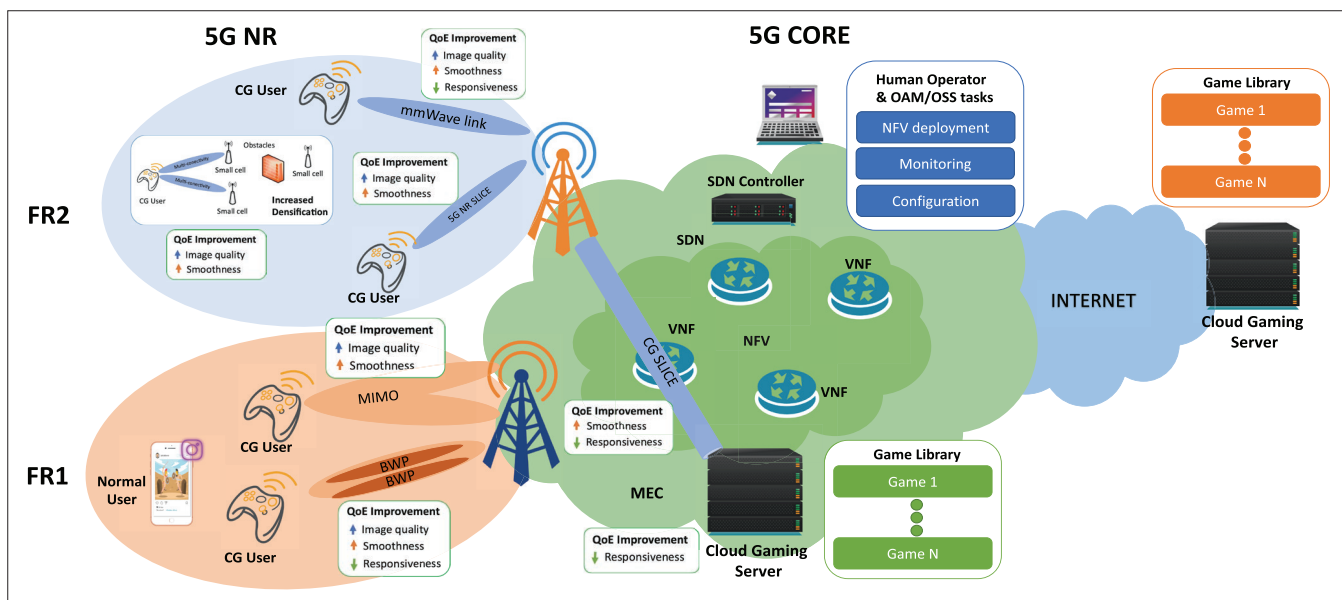 5G NR
5G CORE
QoE Improvement
Image quality
Smoothness
Responsiveness
CG User
mmWave link
Obstacles
Multi-conectivity
Small cell
Small cell
Multi-conectivity
CG User
Small cell
Increased
Densification
QoE Improvement
Image quality
Smoothness
5G NR SLICE
FR2
QoE Improvement
Image quality
Smoothness
CG User
Human Operator
& OAM/OSS tasks
NFV deployment
Monitoring
Configuration
Game Library
Game 1
Game N
SDN Controller
SDN
VNF
VNF
NFV
VNF
CG SLICE
INTERNET
Cloud Gaming
Server
QoE Improvement
Image quality
Smoothness
MIMO
CG User
FR1
Normal
User
BWP
BWP
CG User
QoE Improvement
Image quality
Smoothness
Responsiveness
QoE Improvement
Smoothness
Responsiveness
MEC
QoE Improvement
Responsiveness
Cloud Gaming
Server
Game Library
Game 1
Game N